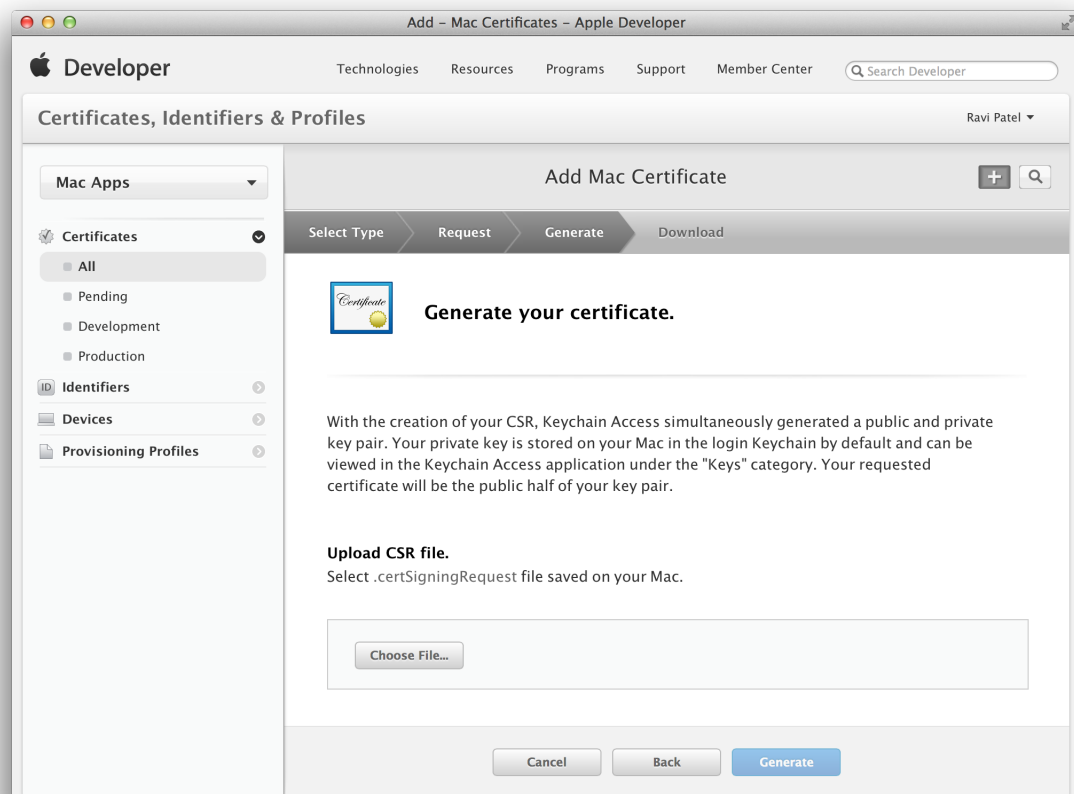 Add – Mac Certificates – Apple Developer
Developer
Technologies Resources Programs Support Member Center Search Developer
Certificates, Identifiers & Profiles
Ravi Patel
Mac Apps
Add Mac Certificate
Certificates
All
Pending
Development
Production
ID Identifiers
Devices
Provisioning Profiles
Select Type Request Generate Download
Certificate
Generate your certificate.
With the creation of your CSR, Keychain Access simultaneously generated a public and private
key pair. Your private key is stored on your Mac in the login Keychain by default and can be
viewed in the Keychain Access application under the "Keys" category. Your requested
certificate will be the public half of your key pair.
Upload CSR file.
Select .certSigningRequest file saved on your Mac.
Choose File...
Cancel Back Generate